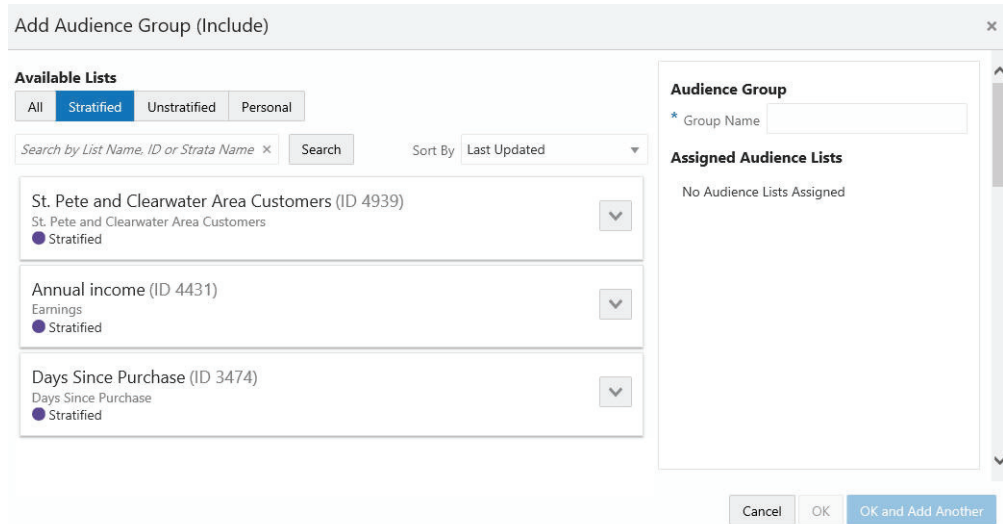 Add Audience Group (Include)
Available Lists
All Stratified Unstratified Personal
Search by List Name, ID or Strata Name × Search Sort By Last Updated
St. Pete and Clearwater Area Customers (ID 4939)
St. Pete and Clearwater Area Customers
Stratified
Annual income (ID 4431)
Earnings
Stratified
Days Since Purchase (ID 3474)
Days Since Purchase
Stratified
Audience Group
* Group Name
Assigned Audience Lists
No Audience Lists Assigned
Cancel OK OK and Add Another